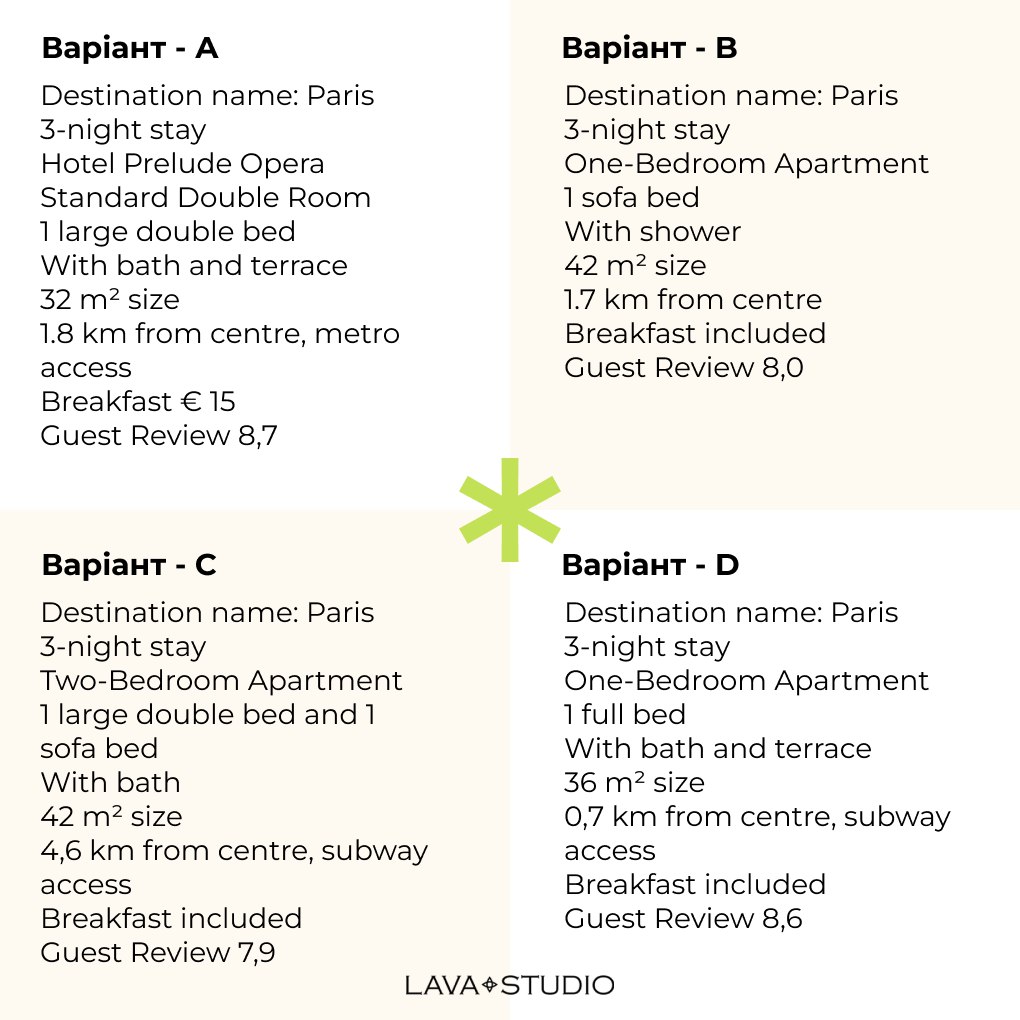 Варіант - A
Destination name: Paris
3-night stay
Hotel Prelude Opera
Standard Double Room
1 large double bed
With bath and terrace
32 m² size
1.8 km from centre, metro
access
Breakfast € 15
Guest Review 8,7
Варіант - B
Destination name: Paris
3-night stay
One-Bedroom Apartment
1 sofa bed
With shower
42 m² size
1.7 km from centre
Breakfast included
Guest Review 8,0
Варіант - C
Destination name: Paris
3-night stay
Two-Bedroom Apartment
1 large double bed and 1
sofa bed
With bath
42 m² size
4,6 km from centre, subway
access
Breakfast included
Guest Review 7,9
Варіант - D
Destination name: Paris
3-night stay
One-Bedroom Apartment
1 full bed
With bath and terrace
36 m² size
0,7 km from centre, subway
access
Breakfast included
Guest Review 8,6
LAVA STUDIO